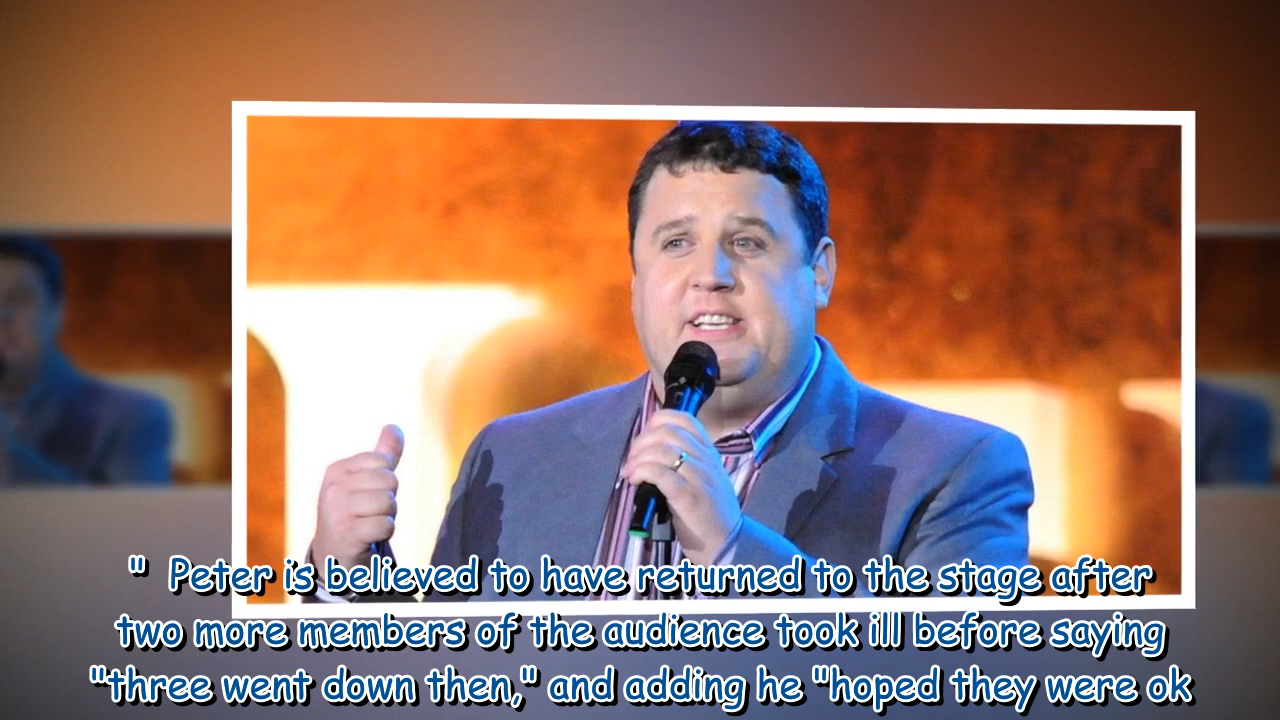 "  Peter is believed to have returned to the stage after
two more members of the audience took ill before saying
"three went down then," and adding he "hoped they were ok